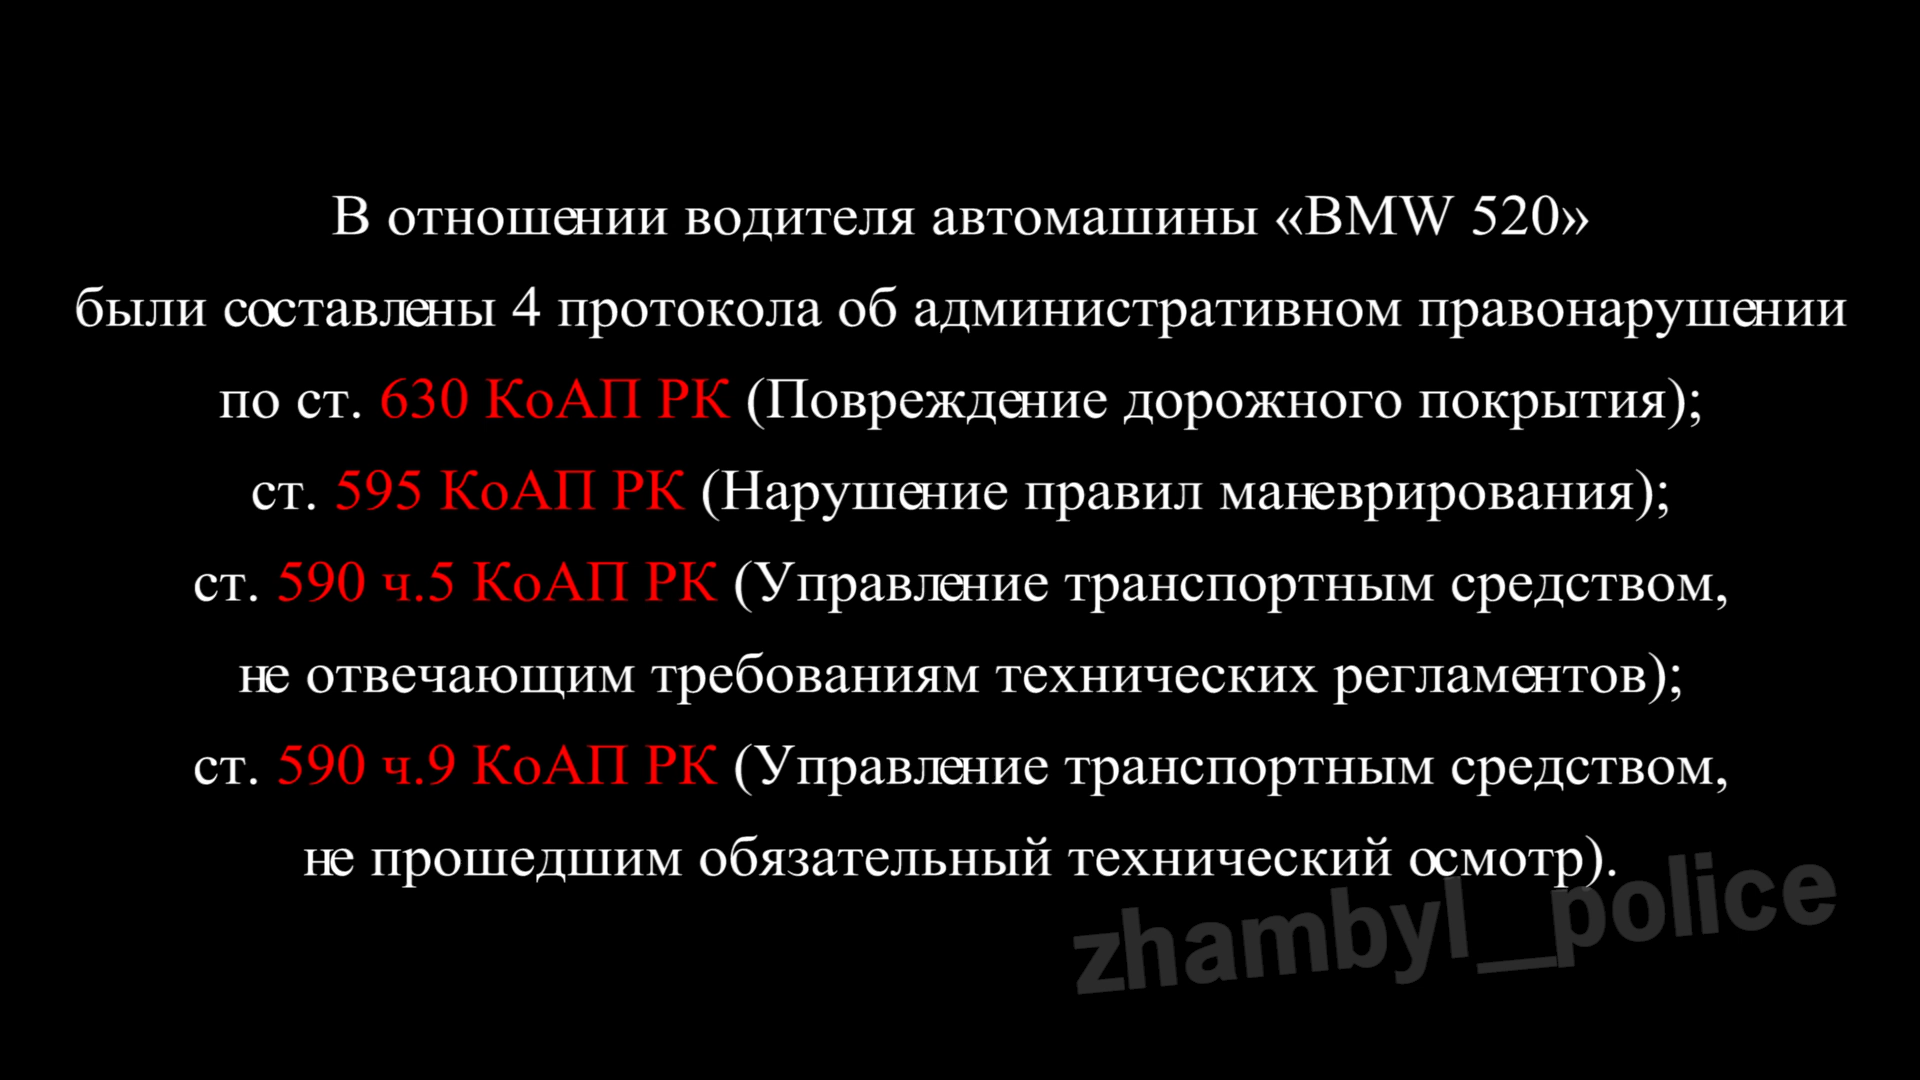 В отношении водителя автомашины «BMW 520»
были составлены 4 протокола об административном правонарушении
по ст. 630 КоАП РК (Повреждение дорожного покрытия);
ст. 595 КоАП РК (Нарушение правил маневрирования);
ст. 590 ч.5 КоАП РК (Управление транспортным средством,
не отвечающим требованиям технических регламентов);
ст. 590 ч.9 КоАП РК (Управление транспортным средством,
не прошедшим обязательный технический осмотр).
zhambyl_police